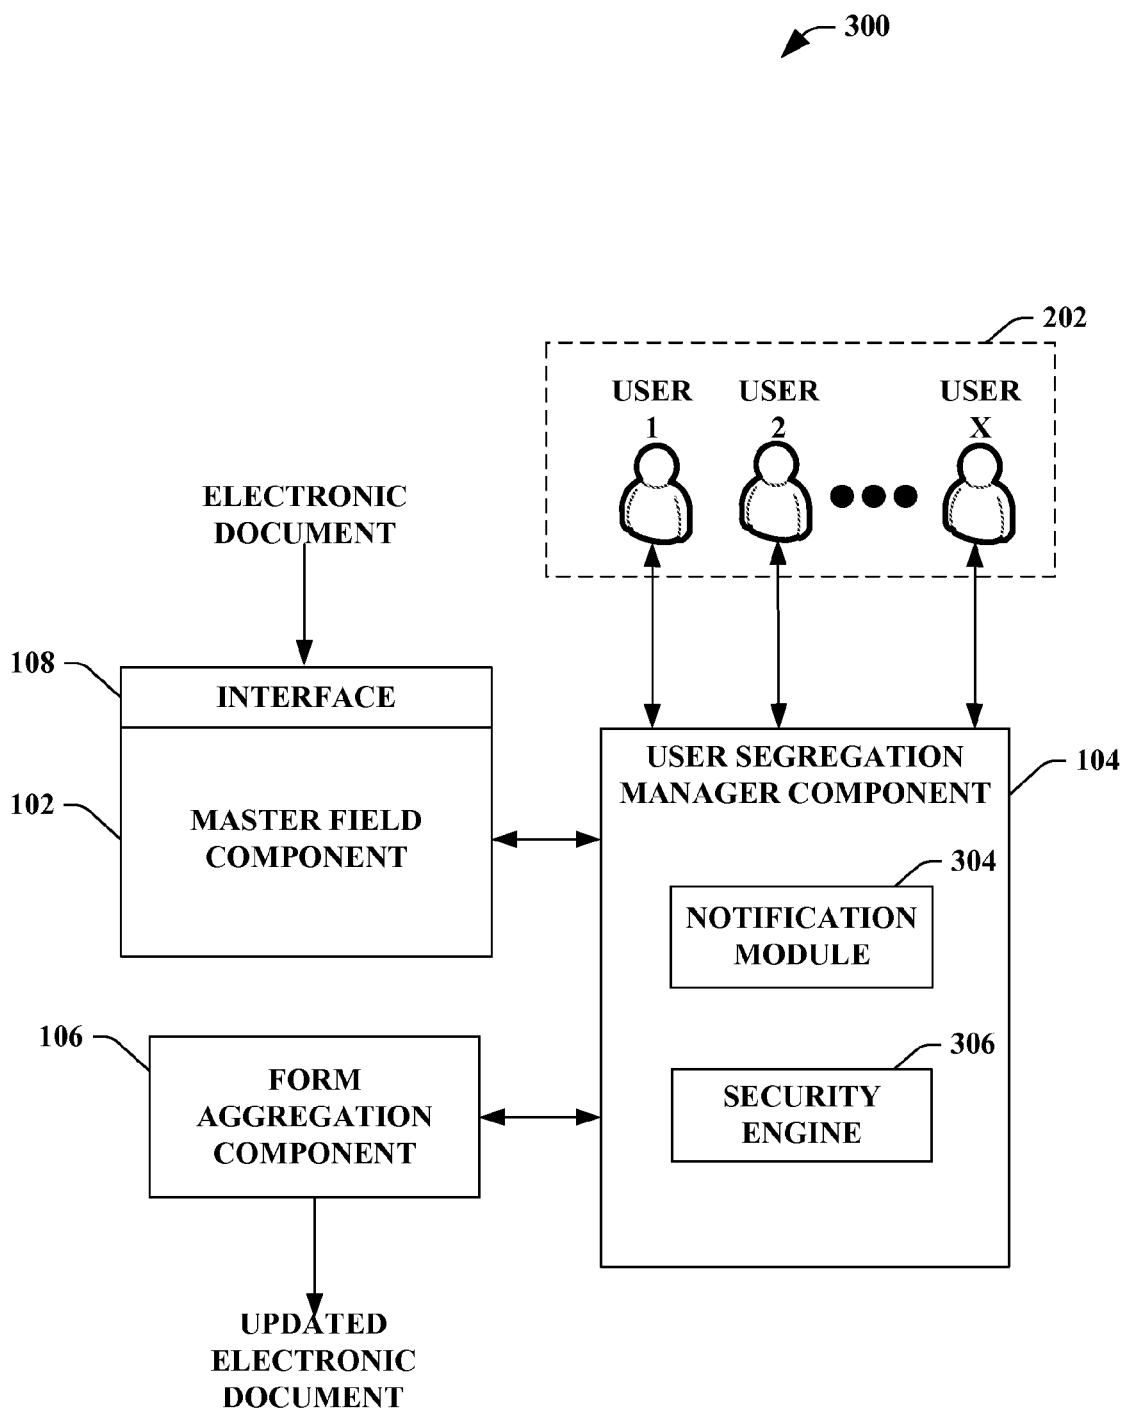 300
202
USER
1
USER
2
USER
X
ELECTRONIC
DOCUMENT
108
INTERFACE
102
MASTER FIELD
COMPONENT
USER SEGREGATION
MANAGER COMPONENT
104
304
NOTIFICATION
MODULE
106
FORM
AGGREGATION
COMPONENT
306
SECURITY
ENGINE
UPDATED
ELECTRONIC
DOCUMENT